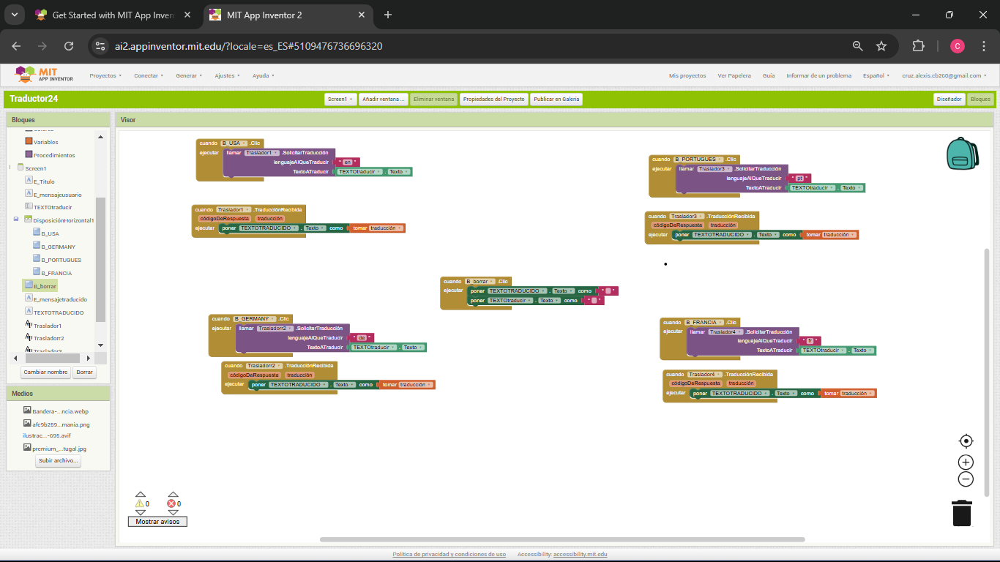 Get Started with MIT App Inven
MIT App Inventor 2
ai2.appinventor.mit.edu/?locale=es_ES#5109476736696320
C
MIT
APP INVENTOR
Proyectos
Conectar
Generar
Ajustes
Ayuda
Mis proyectos
Ver Papelera
Guía
Informar de un problema
Español
cruz.alexis.cb260@gmail.com
Traductor24
Screen1
Añadir ventana ...
Eliminar ventana
Propiedades del Proyecto
Publicar en Galería
Diseñador
Bloques
Bloques
Visor
Variables
Procedimientos
Screen1
E_Titulo
E_mensajeusuario
TEXTOtraducir
DisposiciónHorizontal1
B_USA
B_GERMANY
B_PORTUGUES
B_FRANCIA
B_borrar
E_mensajetraducido
TEXTOTRADUCIDO
Traslador1
Trasladorr2
Traslador3
Cambiar nombre
Borrar
Medios
Bandera-...ncia.webp
afc9b259...mania.png
ilustrac...-695.avif
premium_...tugal.jpg
Subir archivo...
cuando B_USA .Clic
ejecutar llamar Traslador1 .SolicitarTraducción
lenguajeAlQueTraducir " en "
TextoATraducir TEXTOtraducir . Texto
cuando Traslador1 .TraducciónRecibida
códigoDeRespuesta traducción
ejecutar poner TEXTOTRADUCIDO . Texto como tomar traducción
cuando B_PORTUGUES .Clic
ejecutar llamar Traslador3 .SolicitarTraducción
lenguajeAlQueTraducir " pt "
TextoATraducir TEXTOtraducir . Texto
cuando Traslador3 .TraducciónRecibida
códigoDeRespuesta traducción
ejecutar poner TEXTOTRADUCIDO . Texto como tomar traducción
cuando B_borrar .Clic
ejecutar poner TEXTOTRADUCIDO . Texto como " "
poner TEXTOtraducir . Texto como " "
cuando B_GERMANY .Clic
ejecutar llamar Trasladorr2 .SolicitarTraducción
lenguajeAlQueTraducir " de "
TextoATraducir TEXTOtraducir . Texto
cuando Trasladorr2 .TraducciónRecibida
códigoDeRespuesta traducción
ejecutar poner TEXTOTRADUCIDO . Texto como tomar traducción
cuando B_FRANCIA .Clic
ejecutar llamar Traslador4 .SolicitarTraducción
lenguajeAlQueTraducir " fr "
TextoATraducir TEXTOtraducir . Texto
cuando Traslador4 .TraducciónRecibida
códigoDeRespuesta traducción
ejecutar poner TEXTOTRADUCIDO . Texto como tomar traducción
0
0
Mostrar avisos
Política de privacidad y condiciones de uso
Accessibility: accessibility.mit.edu